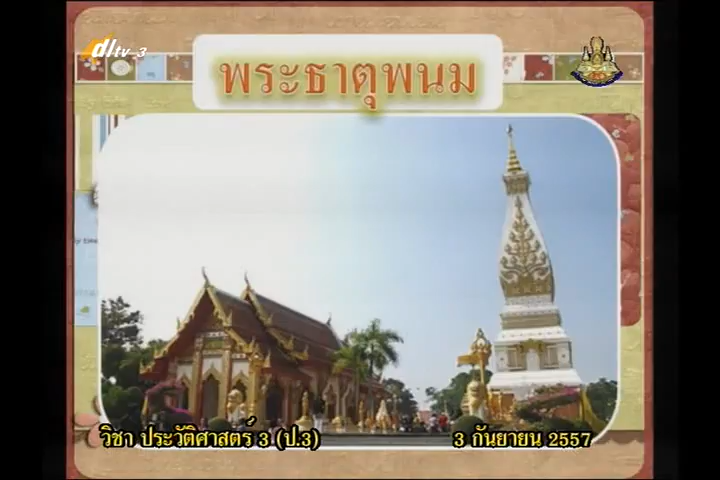 dltv 3
พระธาตุพนม
วิชา ประวัติศาสตร์ 3 (ป.3)
3 กันยายน 2557